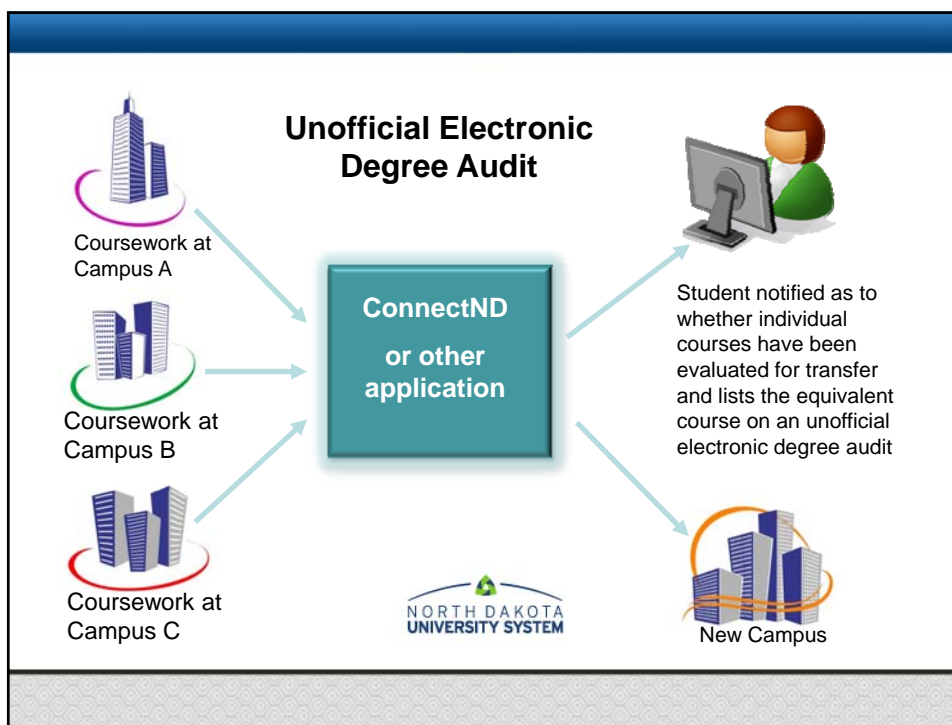 Unofficial Electronic
Degree Audit
Coursework at
Campus A
Coursework at
Campus B
Coursework at
Campus C
ConnectND
or other
application
Student notified as to
whether individual
courses have been
evaluated for transfer
and lists the equivalent
course on an unofficial
electronic degree audit
New Campus
NORTH DAKOTA
UNIVERSITY SYSTEM